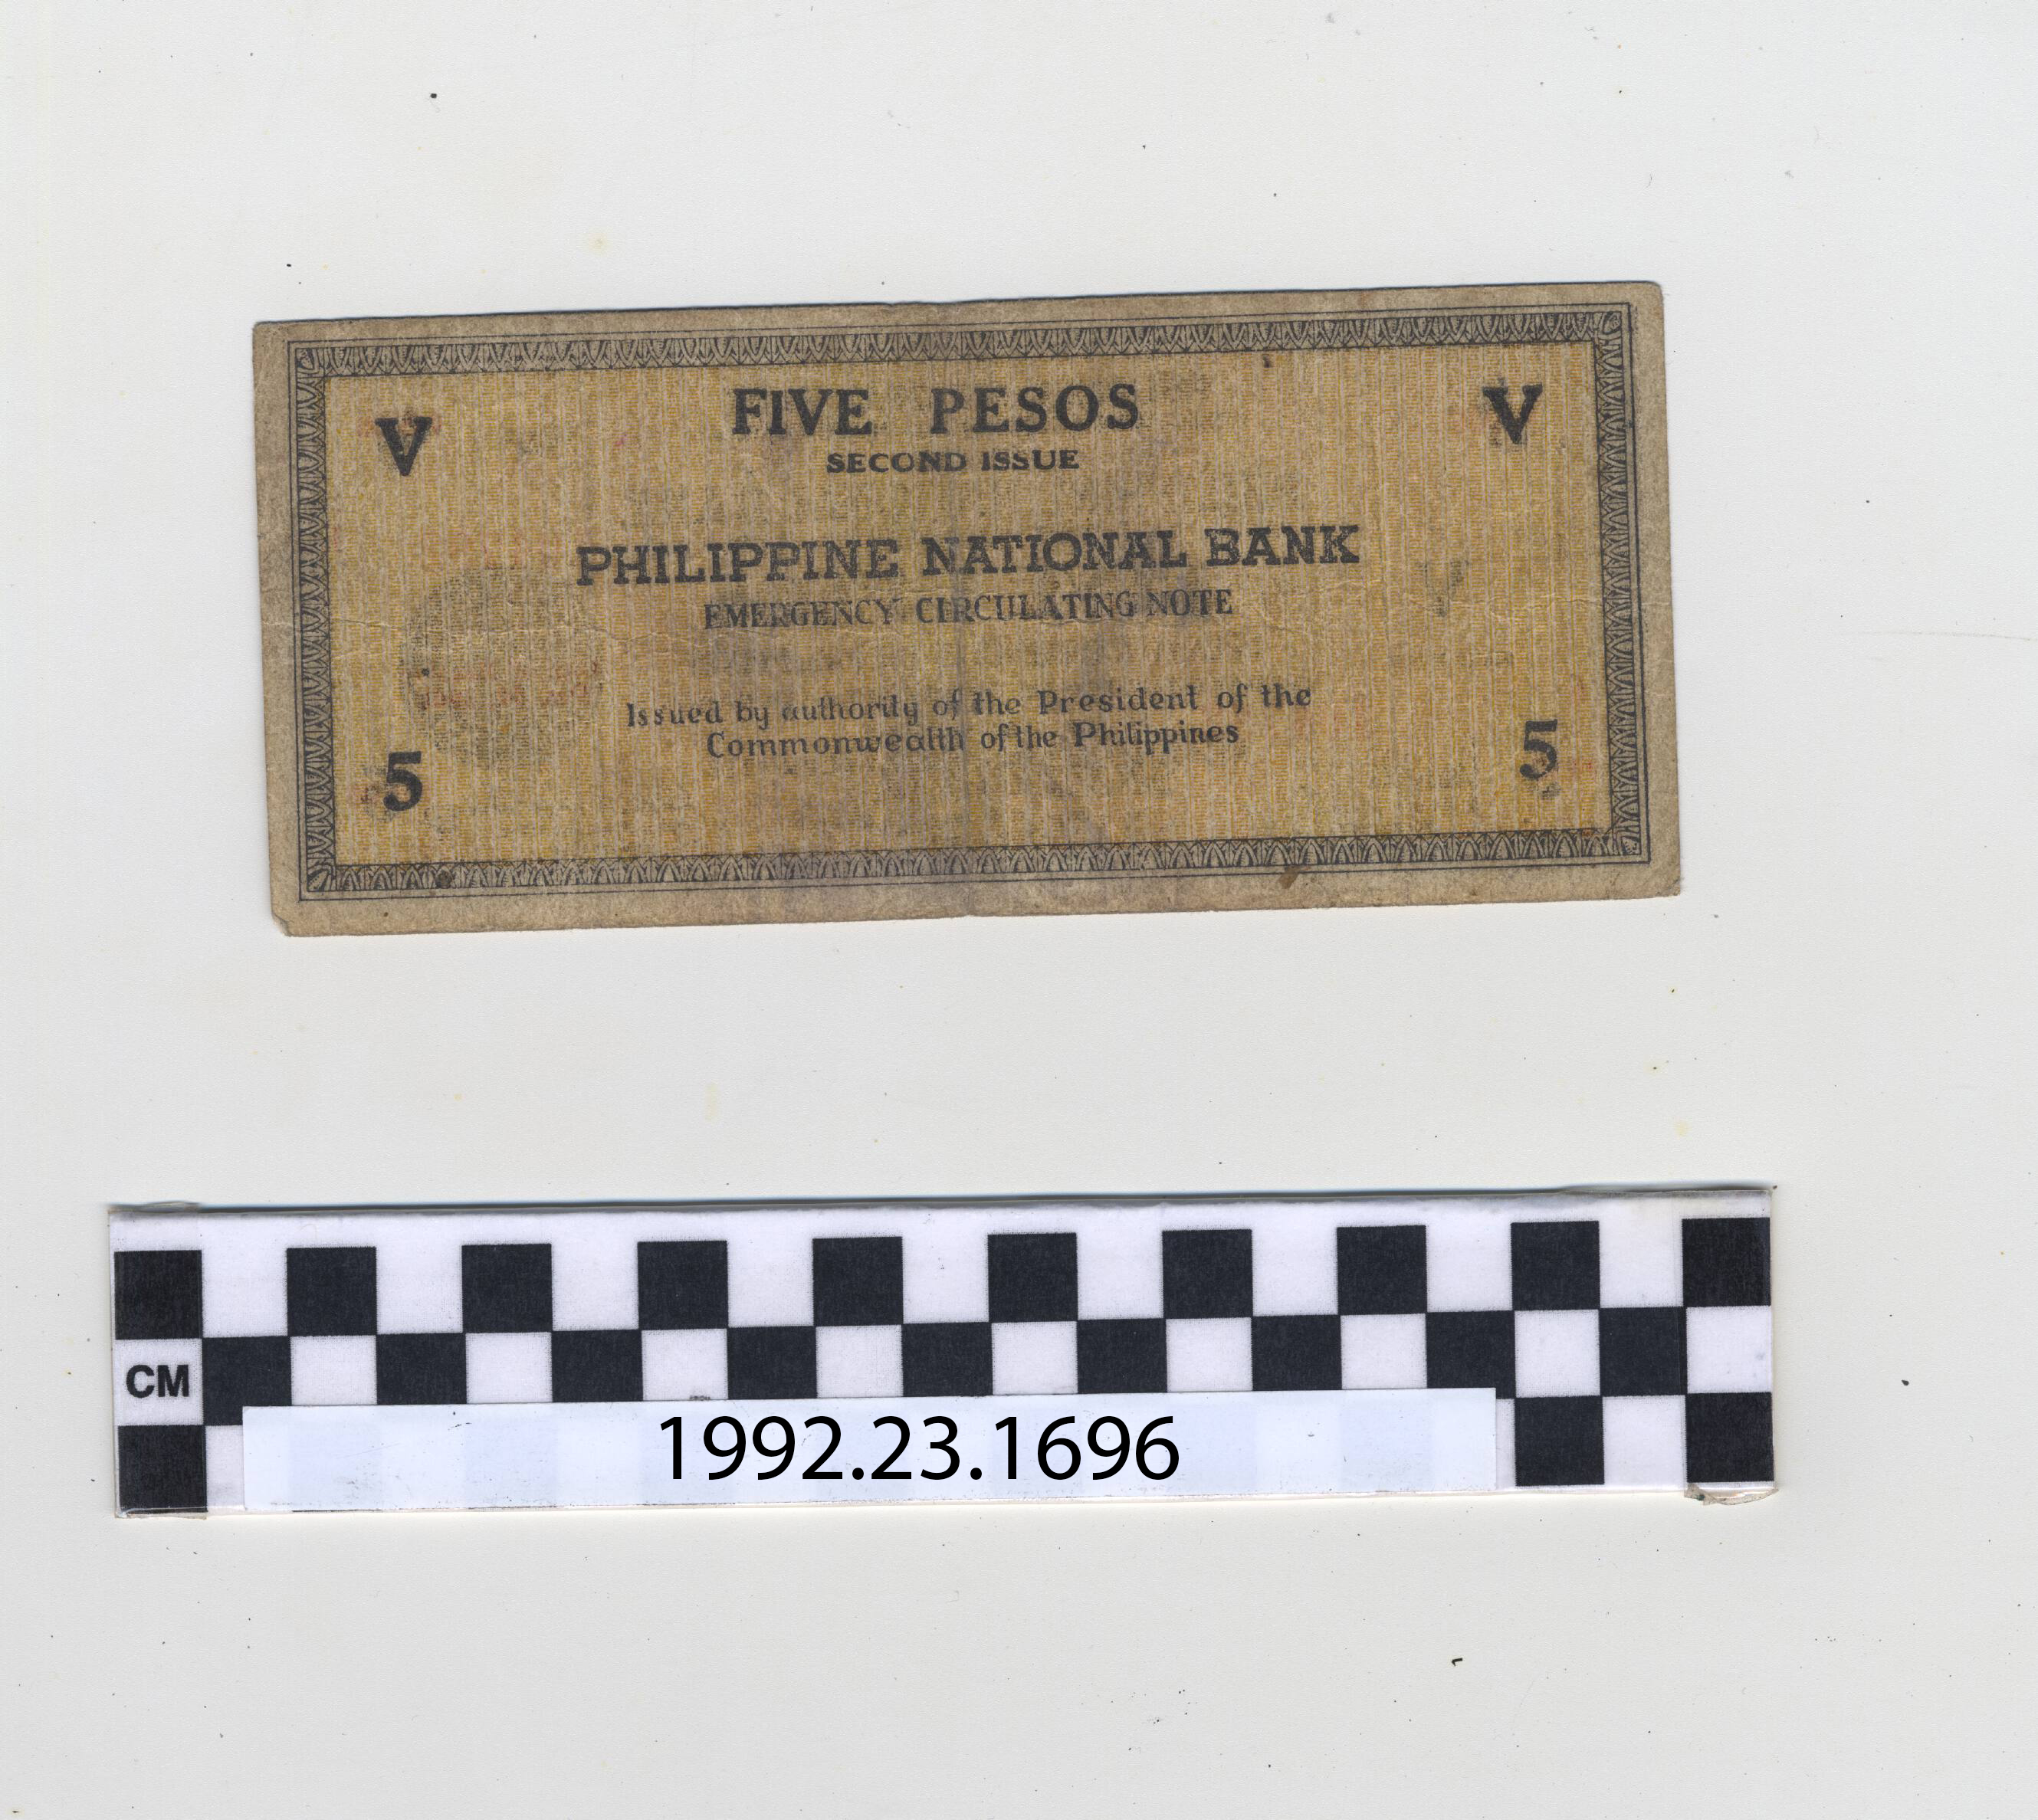 FIVE PESOS
V V
SECOND ISSUE
PHILIPPINE NATIONAL BANK
EMERGENCY CIRCULATING NOTE
Issued by authority of the President of the
Commonwealth of the Philippines
5 5
CM
1992.23.1696